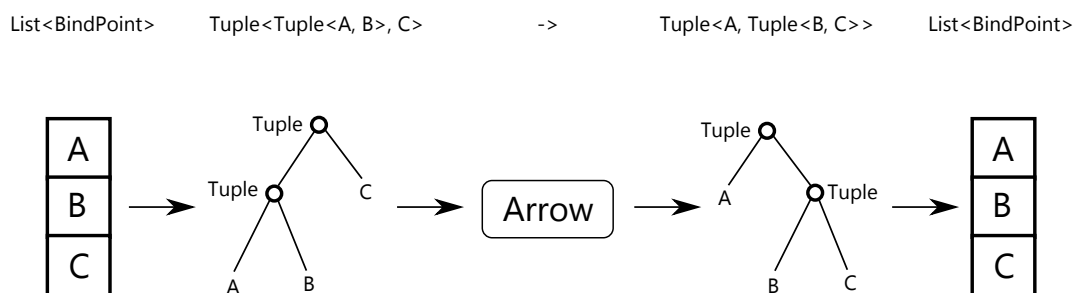 List<BindPoint> Tuple<Tuple<A, B>, C> -> Tuple<A, Tuple<B, C>> List<BindPoint>
A
B
C
Tuple
Tuple
C
A
B
Arrow
Tuple
A
Tuple
B
C
A
B
C